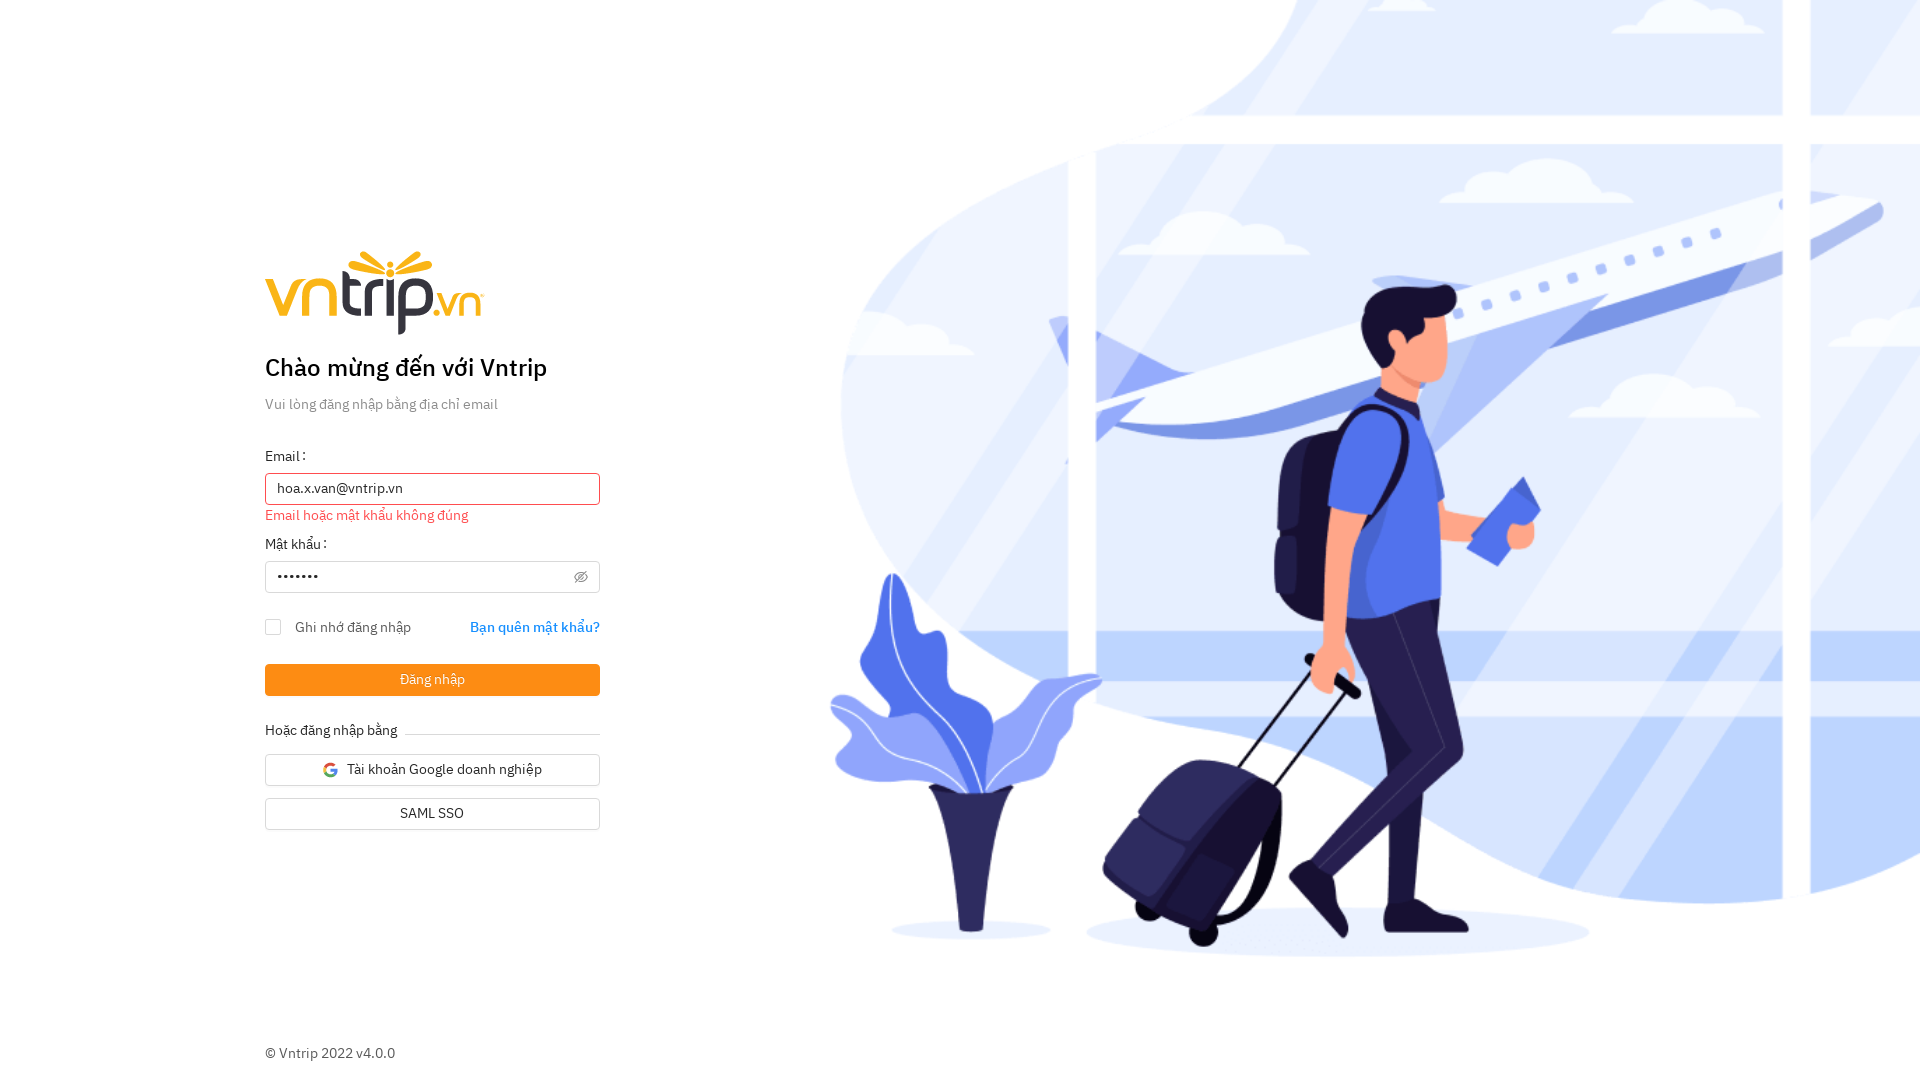 vntrip.vn
Chào mừng đến với Vntrip
Vui lòng đăng nhập bằng địa chỉ email
Email :
hoa.x.van@vntrip.vn
Email hoặc mật khẩu không đúng
Mật khẩu :
•••••••
Ghi nhớ đăng nhập
Bạn quên mật khẩu?
Đăng nhập
Hoặc đăng nhập bằng
Tài khoản Google doanh nghiệp
SAML SSO
© Vntrip 2022 v4.0.0